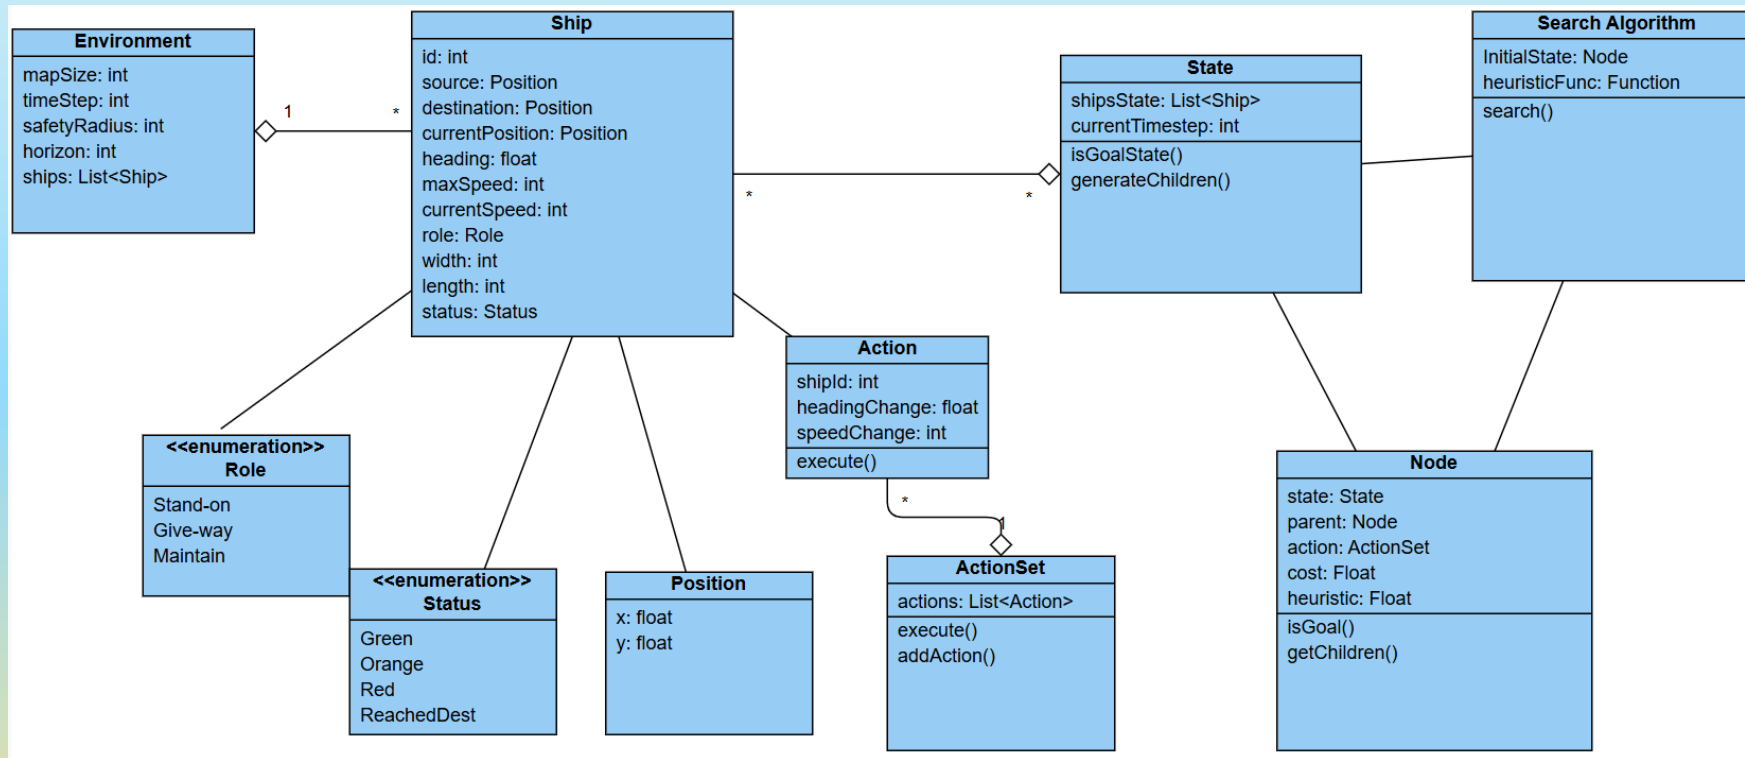 Environment
mapSize: int
timeStep: int
safetyRadius: int
horizon: int
ships: List<Ship>
1
*
Ship
id: int
source: Position
destination: Position
currentPosition: Position
heading: float
maxSpeed: int
currentSpeed: int
role: Role
width: int
length: int
status: Status
*
*
State
shipsState: List<Ship>
currentTimestep: int
isGoalState()
generateChildren()
Search Algorithm
InitialState: Node
heuristicFunc: Function
search()
<<enumeration>>
Role
Stand-on
Give-way
Maintain
<<enumeration>>
Status
Green
Orange
Red
ReachedDest
Position
x: float
y: float
Action
shipId: int
headingChange: float
speedChange: int
execute()
*
1
ActionSet
actions: List<Action>
execute()
addAction()
Node
state: State
parent: Node
action: ActionSet
cost: Float
heuristic: Float
isGoal()
getChildren()